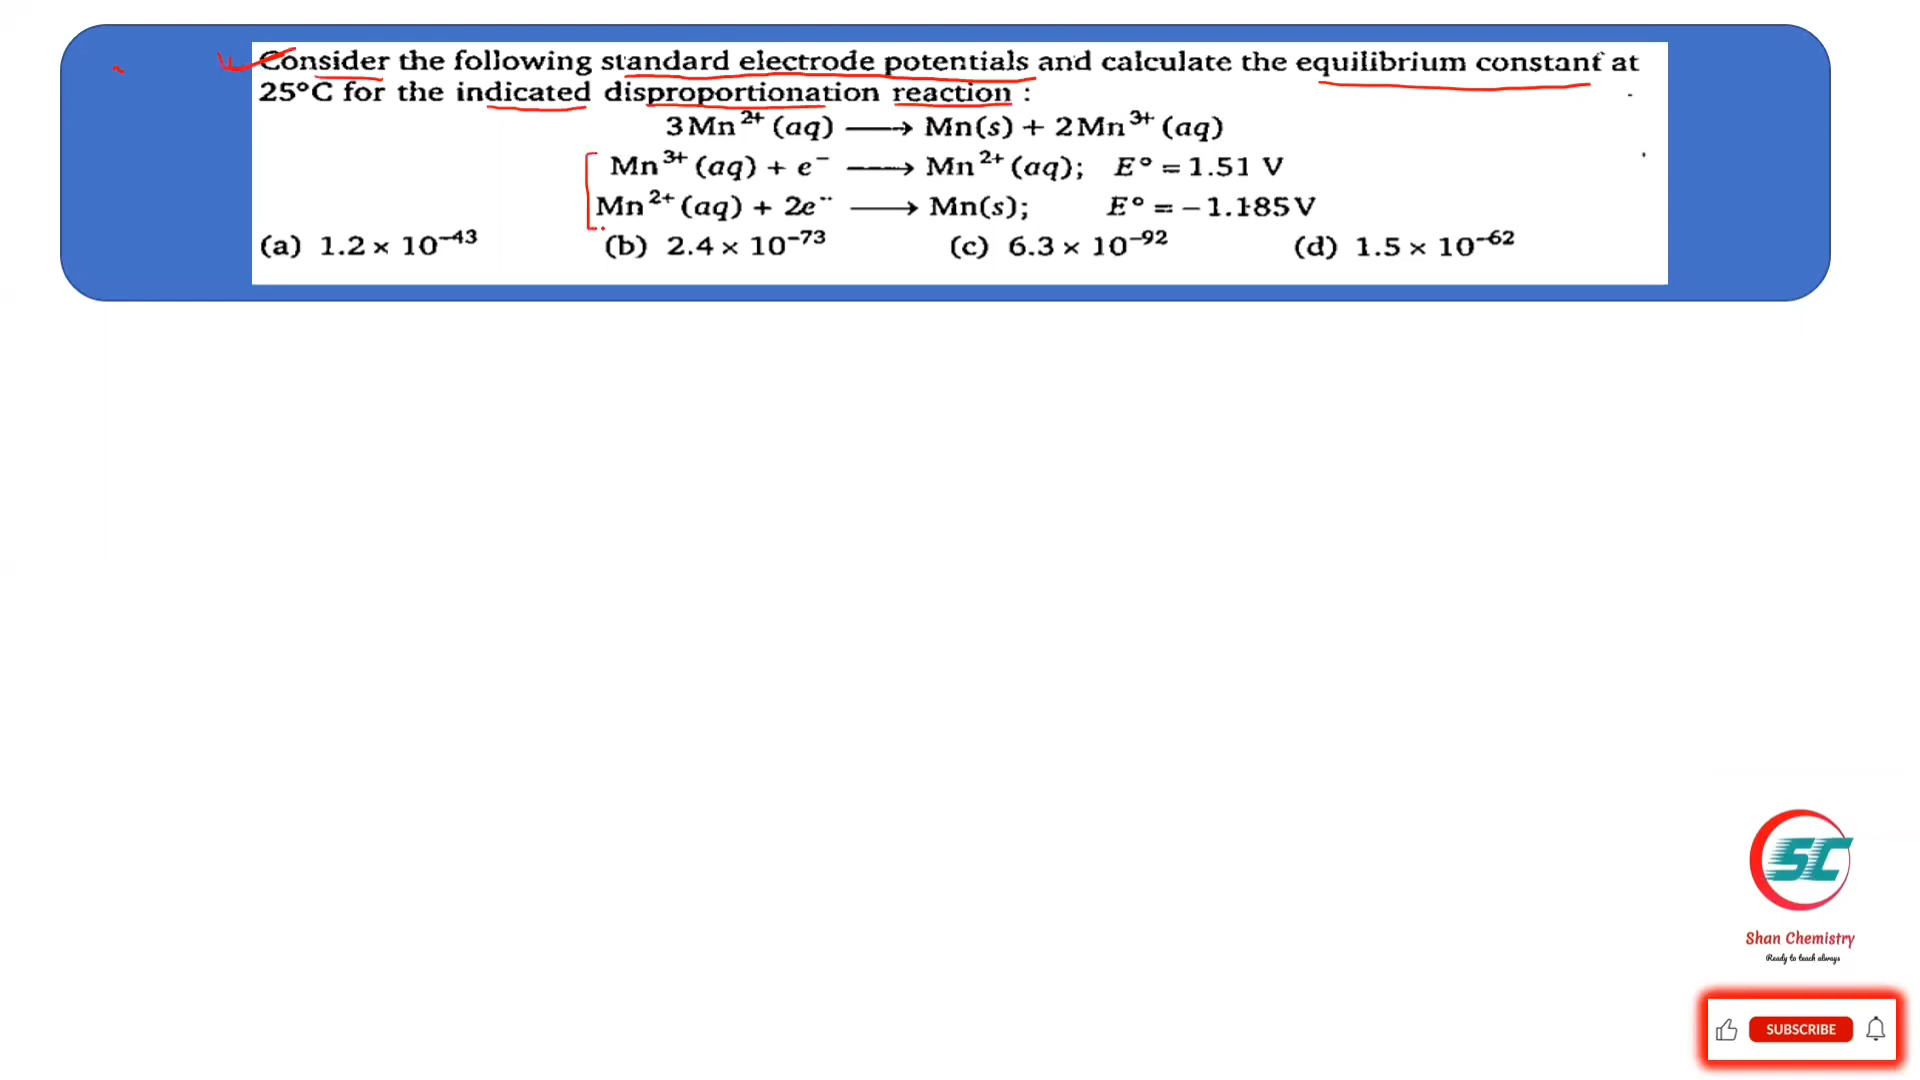 Consider the following standard electrode potentials and calculate the equilibrium constant at
25°C for the indicated disproportionation reaction :
3Mn²⁺(aq) ⟶ Mn(s) + 2Mn³⁺(aq)
Mn³⁺(aq) + e⁻ ⟶ Mn²⁺(aq); E° = 1.51 V
Mn²⁺(aq) + 2e⁻ ⟶ Mn(s); E° = −1.185 V
(a) 1.2 × 10⁻⁴³ (b) 2.4 × 10⁻⁷³ (c) 6.3 × 10⁻⁹² (d) 1.5 × 10⁻⁶²
SC
Shan Chemistry
Ready to teach always
SUBSCRIBE